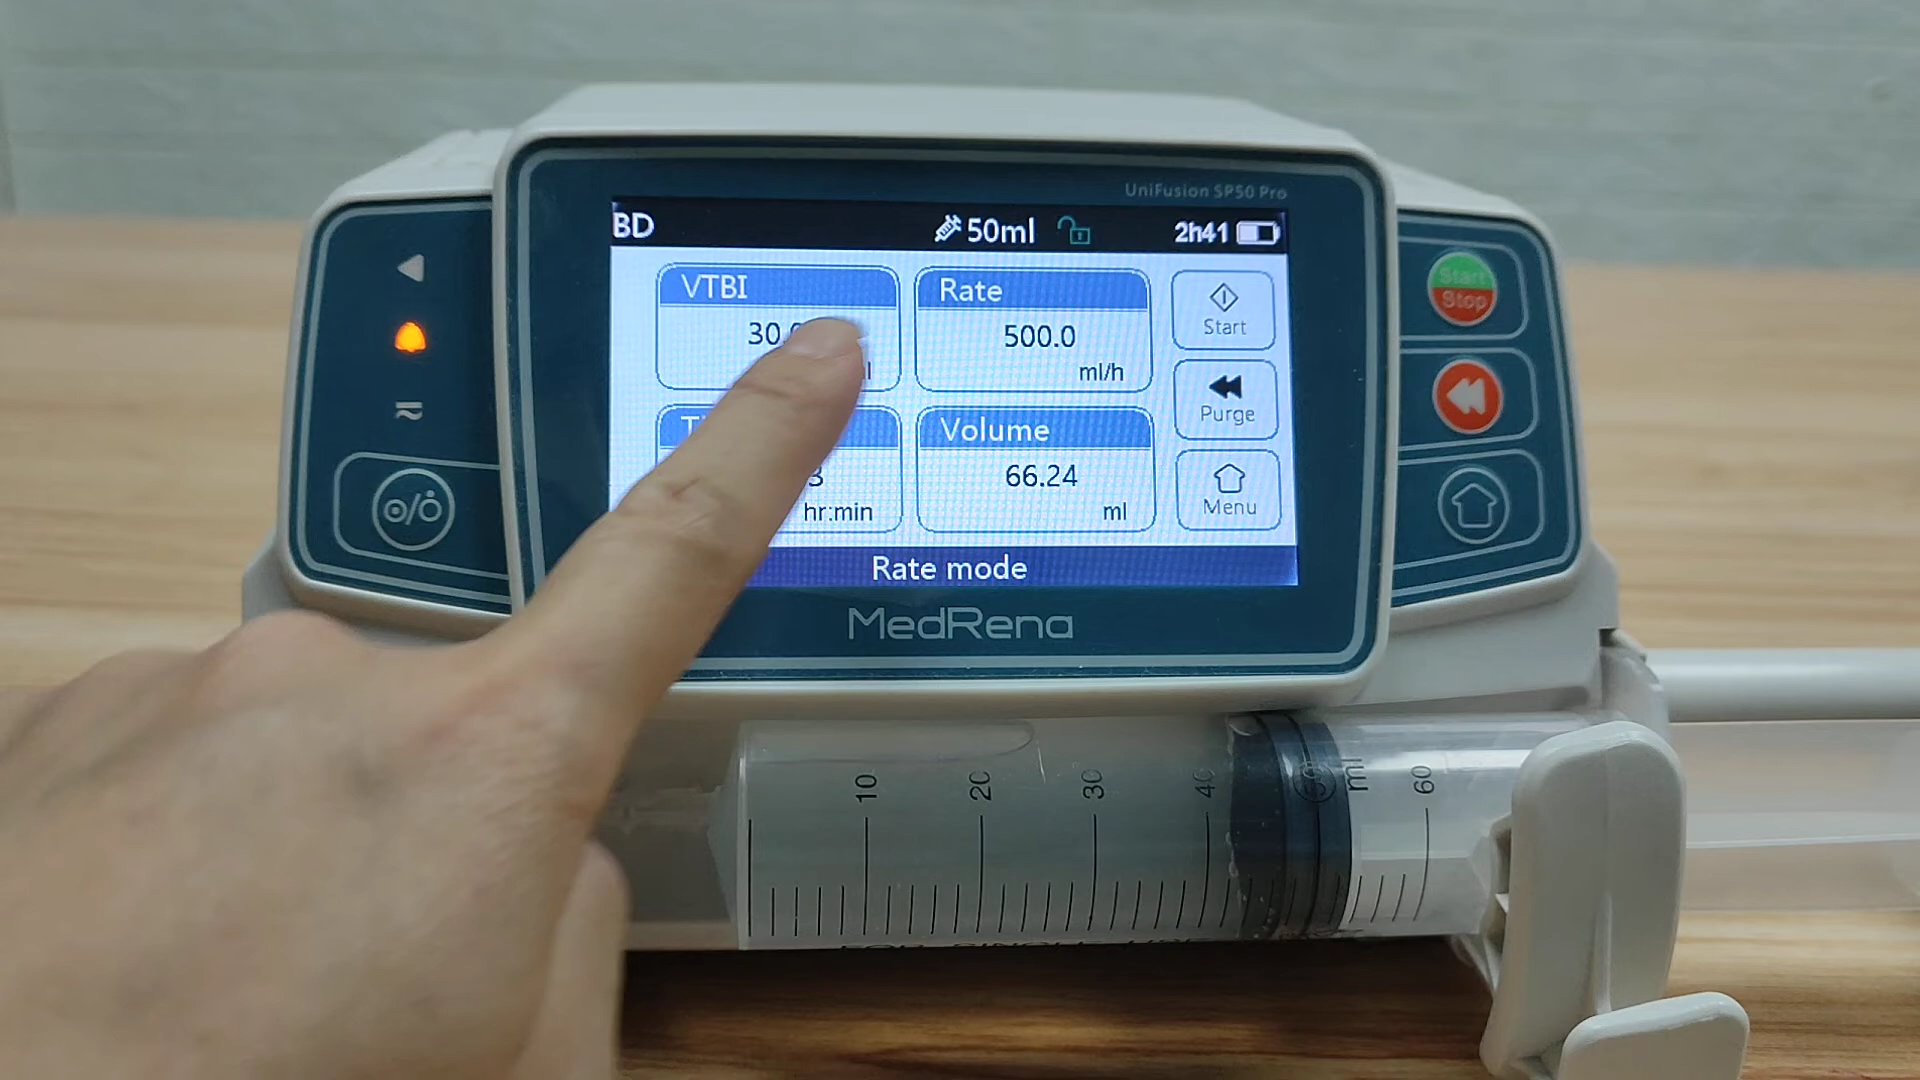 UniFusion SP50 Pro
BD 50ml 2h41
VTBI
30.
Rate
500.0
ml/h
Start
Purge
Volume
66.24
ml
hr:min
Menu
Rate mode
MedRena
Start
Stop
10 20 30 40 50 ml 60